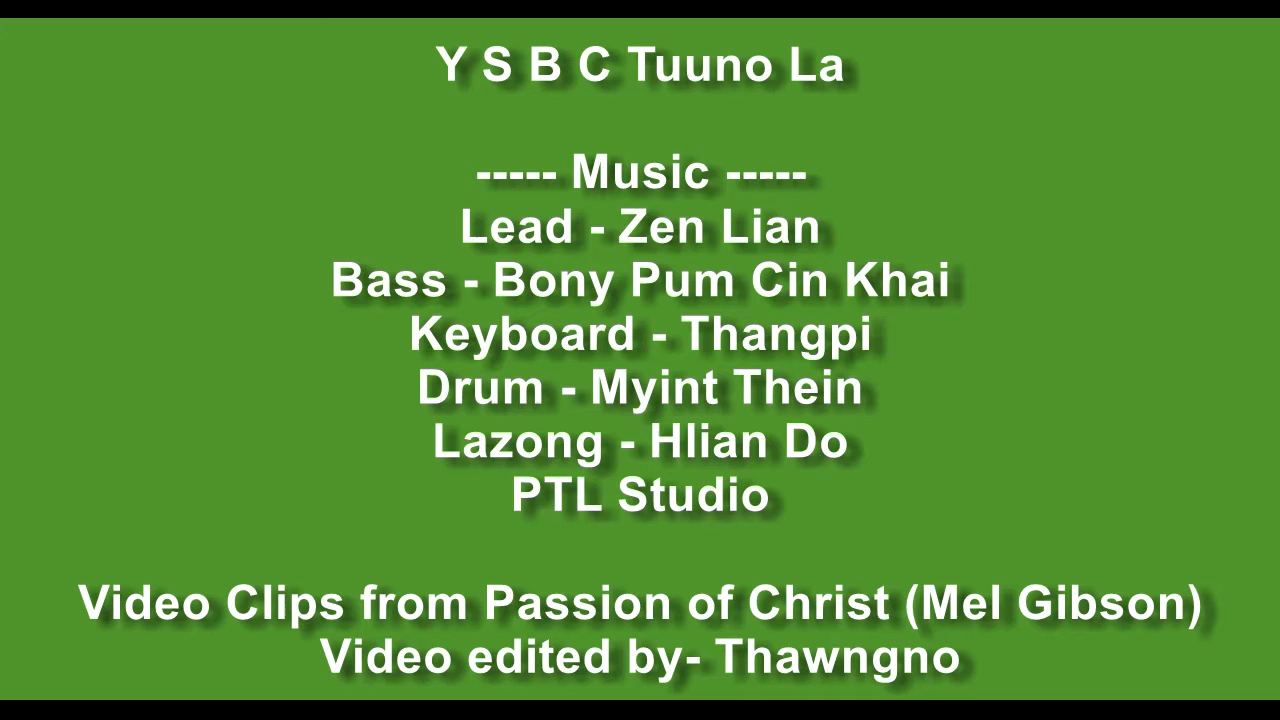 Y S B C Tuuno La
----- Music -----
Lead - Zen Lian
Bass - Bony Pum Cin Khai
Keyboard - Thangpi
Drum - Myint Thein
Lazong - Hlian Do
PTL Studio
Video Clips from Passion of Christ (Mel Gibson)
Video edited by- Thawngno